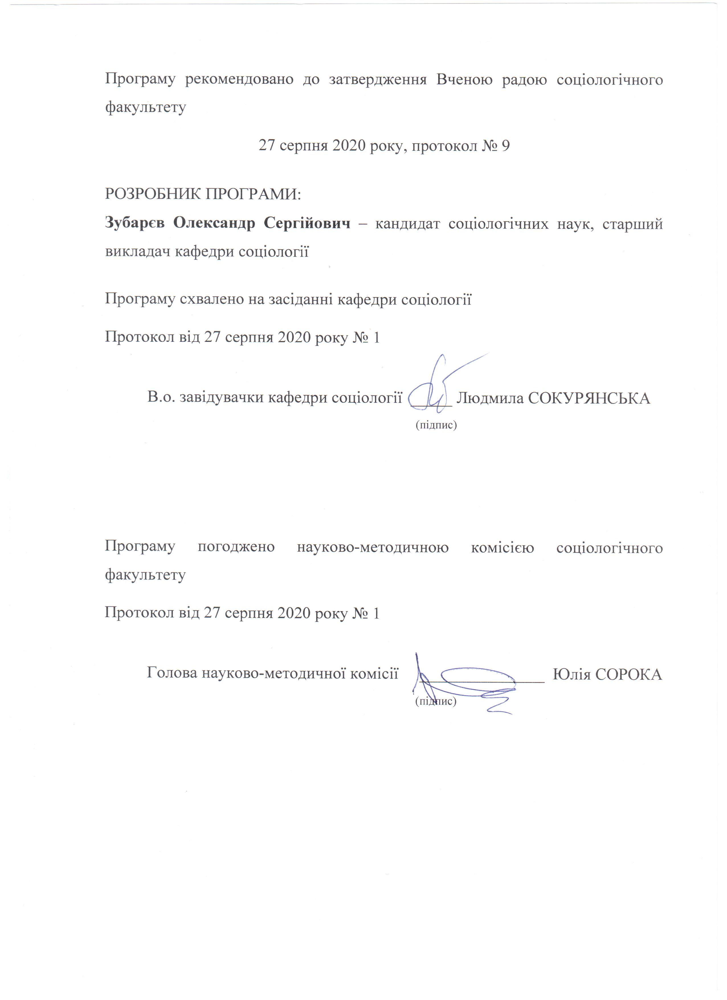 Програму рекомендовано до затвердження Вченою радою соціологічного
факультету
27 серпня 2020 року, протокол № 9
РОЗРОБНИК ПРОГРАМИ:
Зубарєв Олександр Сергійович – кандидат соціологічних наук, старший
викладач кафедри соціології
Програму схвалено на засіданні кафедри соціології
Протокол від 27 серпня 2020 року № 1
В.о. завідувачки кафедри соціології _____ Людмила СОКУРЯНСЬКА
(підпис)
Програму погоджено науково-методичною комісією соціологічного
факультету
Протокол від 27 серпня 2020 року № 1
Голова науково-методичної комісії _______________ Юлія СОРОКА
(підпис)